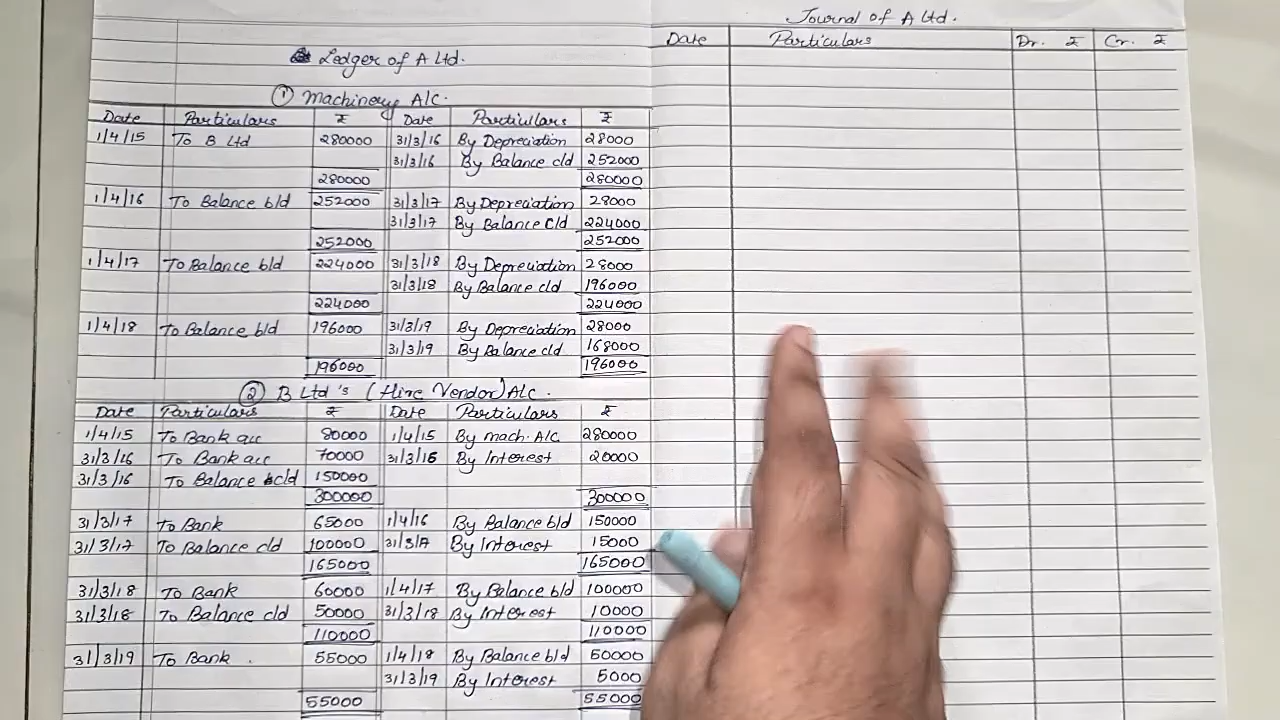 Ledger of A Ltd.
① Machinery A/C.
Date Particulars ₹ Date Particulars ₹
1/4/15 To B Ltd 280000 31/3/16 By Depreciation 28000
31/3/16 By Balance c/d 252000
280000 280000
1/4/16 To Balance b/d 252000 31/3/17 By Depreciation 28000
31/3/17 By Balance c/d 224000
252000 252000
1/4/17 To Balance b/d 224000 31/3/18 By Depreciation 28000
31/3/18 By Balance c/d 196000
224000 224000
1/4/18 To Balance b/d 196000 31/3/19 By Depreciation 28000
31/3/19 By Balance c/d 168000
196000 196000
② B Ltd's (Hire Vendor) A/C.
Date Particulars ₹ Date Particulars ₹
1/4/15 To Bank acc 80000 1/4/15 By mach. A/C 280000
31/3/16 To Bank acc 70000 31/3/16 By Interest 20000
31/3/16 To Balance c/d 150000
300000 300000
31/3/17 To Bank 65000 1/4/16 By Balance b/d 150000
31/3/17 To Balance c/d 100000 31/3/17 By Interest 15000
165000 165000
31/3/18 To Bank 60000 1/4/17 By Balance b/d 100000
31/3/18 To Balance c/d 50000 31/3/18 By Interest 10000
110000 110000
31/3/19 To Bank . 55000 1/4/18 By Balance b/d 50000
31/3/19 By Interest 5000
55000 55000
Journal of A Ltd.
Date Particulars Dr. ₹ Cr. ₹